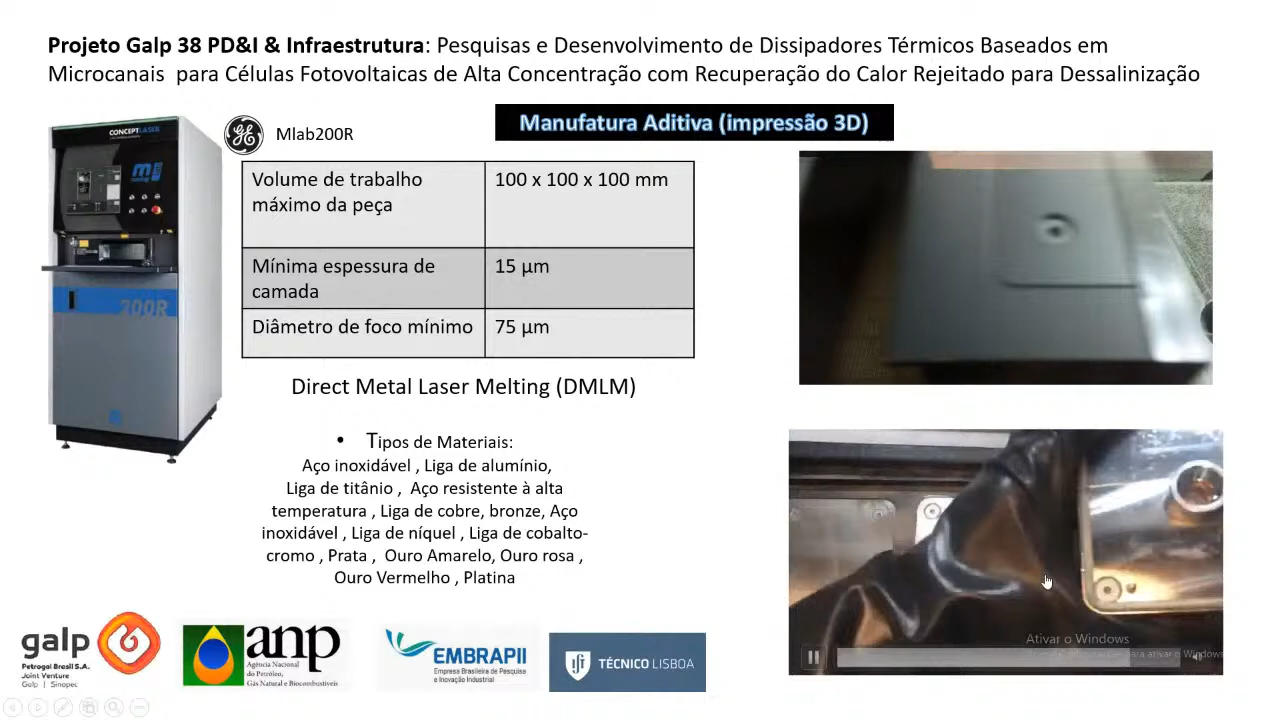 Projeto Galp 38 PD&I & Infraestrutura: Pesquisas e Desenvolvimento de Dissipadores Térmicos Baseados em
Microcanais para Células Fotovoltaicas de Alta Concentração com Recuperação do Calor Rejeitado para Dessalinização
CONCEPTLASER
200R
Mlab200R
Manufatura Aditiva (impressão 3D)
Volume de trabalho
máximo da peça
100 x 100 x 100 mm
Mínima espessura de
camada
15 µm
Diâmetro de foco mínimo
75 µm
Direct Metal Laser Melting (DMLM)
• Tipos de Materiais:
Aço inoxidável , Liga de alumínio,
Liga de titânio , Aço resistente à alta
temperatura , Liga de cobre, bronze, Aço
inoxidável , Liga de níquel , Liga de cobalto-
cromo , Prata , Ouro Amarelo, Ouro rosa ,
Ouro Vermelho , Platina
galp
Petrogal Brasil S.A.
Joint Venture
Galp | Sinopec
anp
Agência Nacional
do Petróleo,
Gás Natural e Biocombustíveis
EMBRAPII
Empresa Brasileira de Pesquisa
e Inovação Industrial
TÉCNICO LISBOA
Ativar o Windows
para ativar o Windows